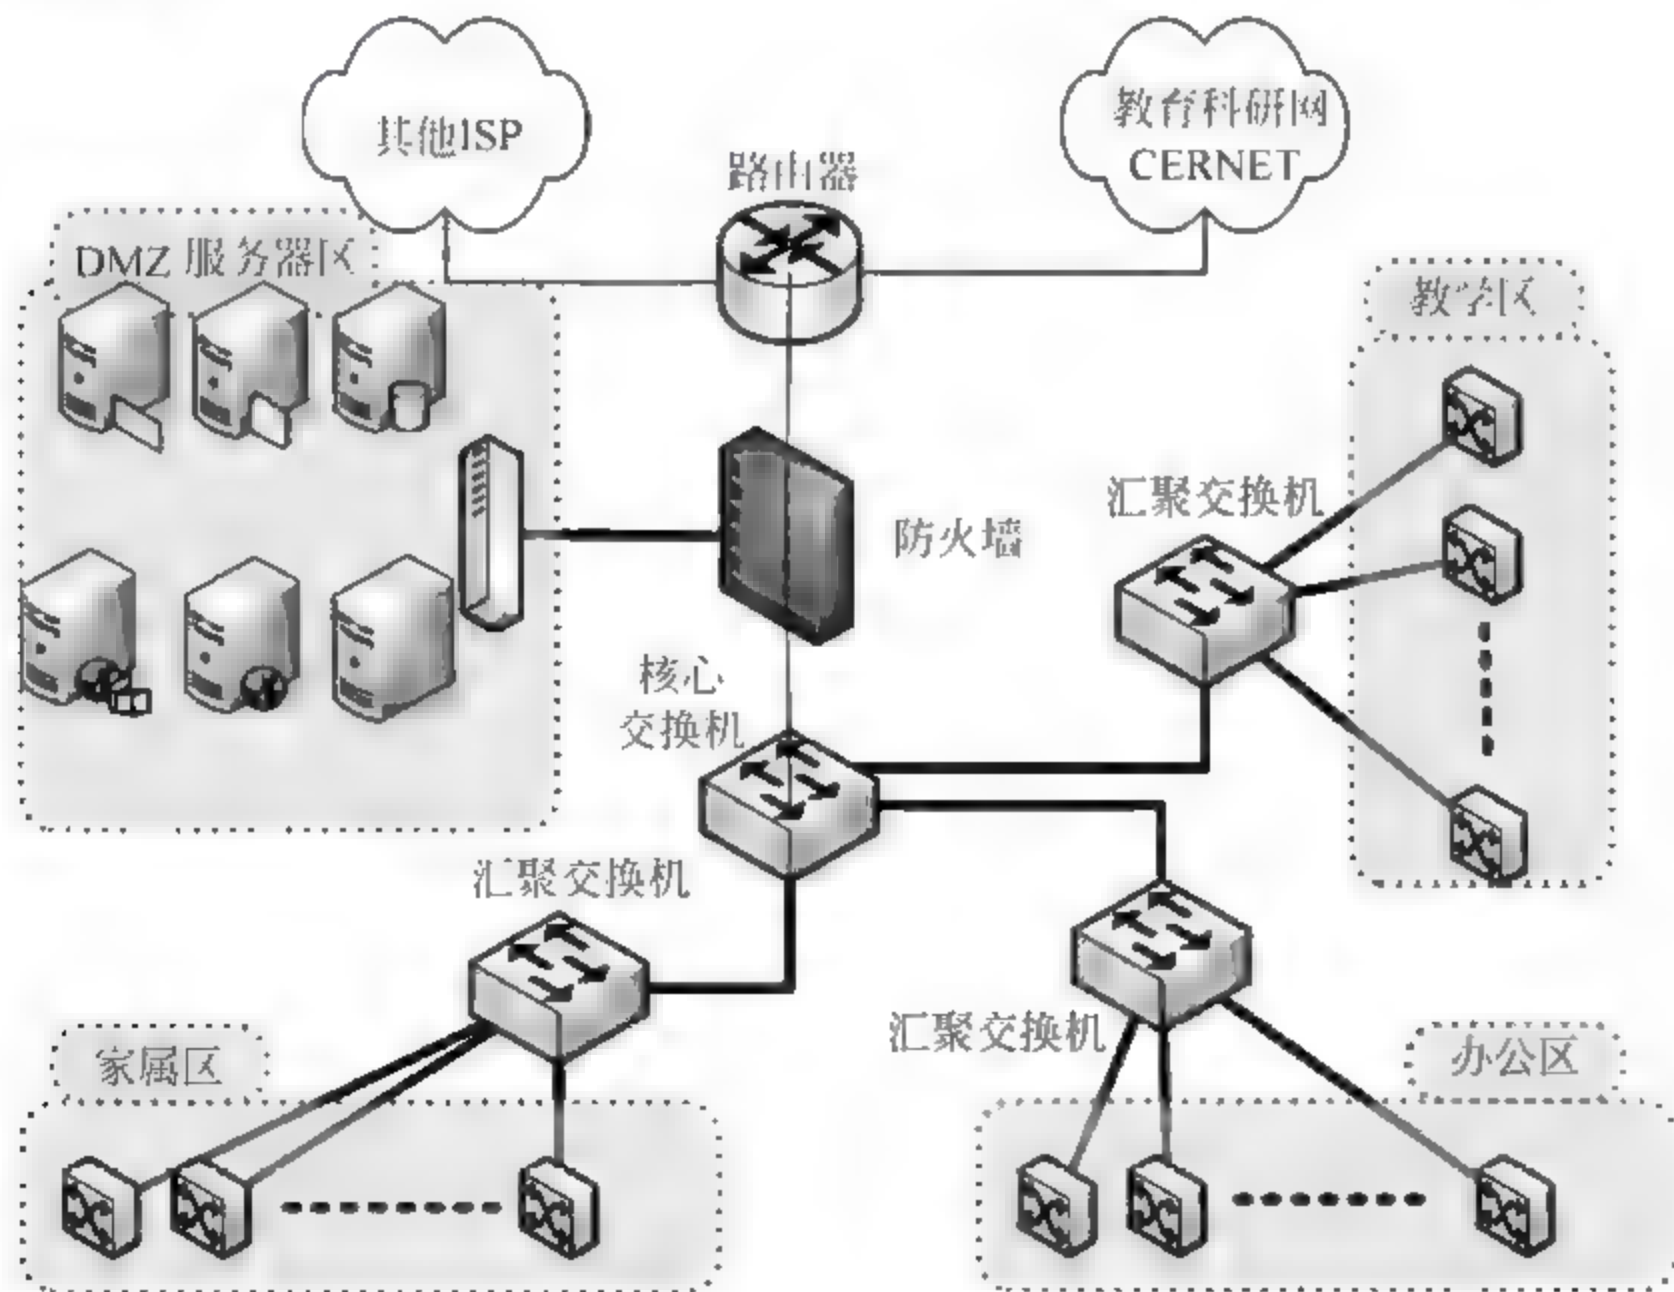 其他ISP
教育科研网
CERNET
路由器
DMZ 服务器区
教学区
汇聚交换机
防火墙
核心
交换机
汇聚交换机
汇聚交换机
家属区
办公区